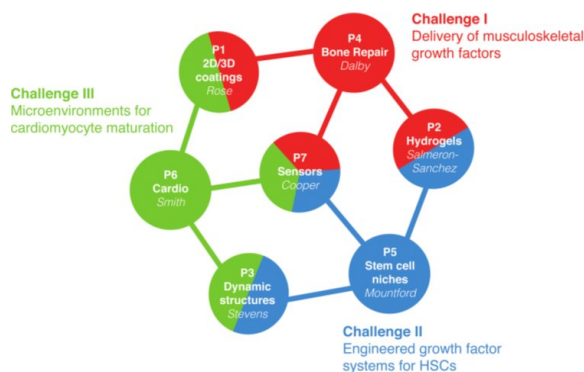 Challenge I
Delivery of musculoskeletal
growth factors
P4
Bone Repair
Dalby
P1
2D/3D
coatings
Rose
Challenge III
Microenvironments for
cardiomyocyte maturation
P2
Hydrogels
Salmeron-
Sanchez
P7
Sensors
Cooper
P6
Cardio
Smith
P5
Stem cell
niches
Mountford
P3
Dynamic
structures
Stevens
Challenge II
Engineered growth factor
systems for HSCs